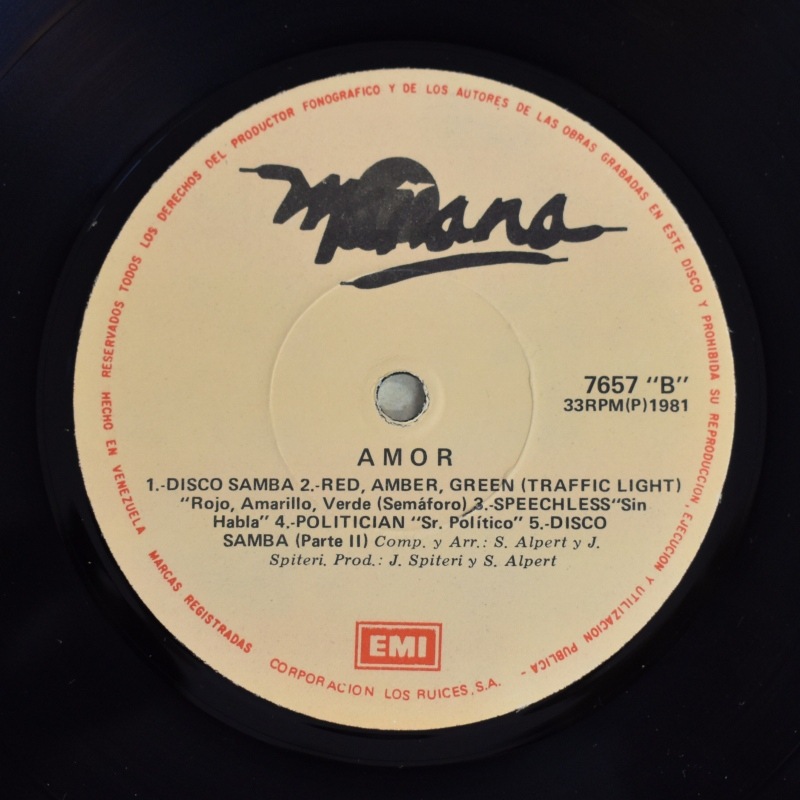 RESERVADOS TODOS LOS DERECHOS DEL PRODUCTOR FONOGRAFICO Y DE LOS AUTORES DE LAS OBRAS GRABADAS EN ESTE DISCO Y PROHIBIDA SU REPRODUCCION, EJECUCION Y UTILIZACION PUBLICA -
Mañana
7657 "B"
33RPM(P)1981
AMOR
1.-DISCO SAMBA 2.-RED, AMBER, GREEN (TRAFFIC LIGHT)
"Rojo, Amarillo, Verde (Semáforo) 3.-SPEECHLESS"Sin
Habla" 4.-POLITICIAN "Sr. Político" 5.-DISCO
SAMBA (Parte II) Comp. y Arr.: S. Alpert y J.
Spiteri. Prod.: J. Spiteri y S. Alpert
EMI
HECHO EN VENEZUELA MARCAS REGISTRADAS CORPORACION LOS RUICES, S.A.